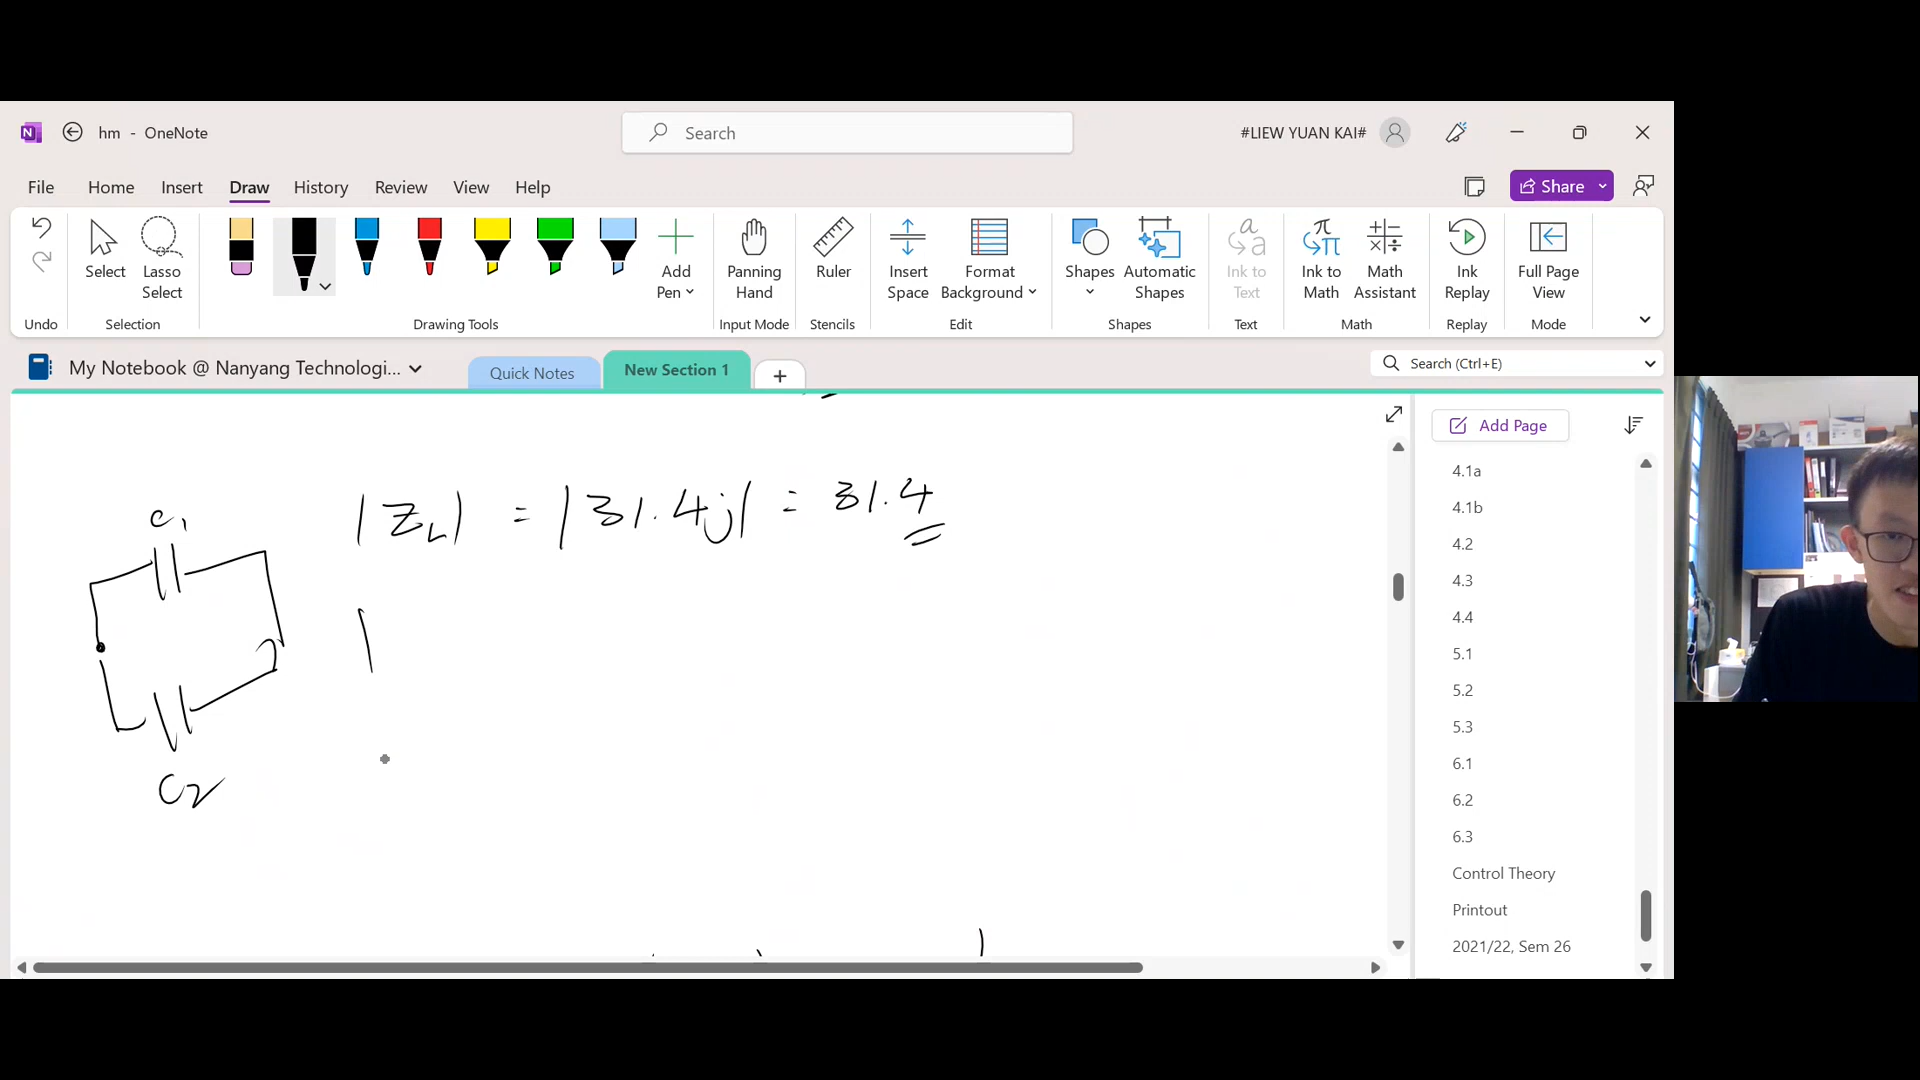 hm - OneNote
Search
#LIEW YUAN KAI#
File Home Insert Draw History Review View Help
Share
Select
Lasso Select
Add Pen
Panning Hand
Ruler
Insert Space
Format Background
Shapes
Automatic Shapes
Ink to Text
Ink to Math
Math Assistant
Ink Replay
Full Page View
Undo
Selection
Drawing Tools
Input Mode
Stencils
Edit
Shapes
Text
Math
Replay
Mode
My Notebook @ Nanyang Technologi...
Quick Notes
New Section 1
Search (Ctrl+E)
Add Page
4.1a
4.1b
4.2
4.3
4.4
5.1
5.2
5.3
6.1
6.2
6.3
Control Theory
Printout
2021/22, Sem 26
|ZL| = |31.4j| = 31.4
C1
C2